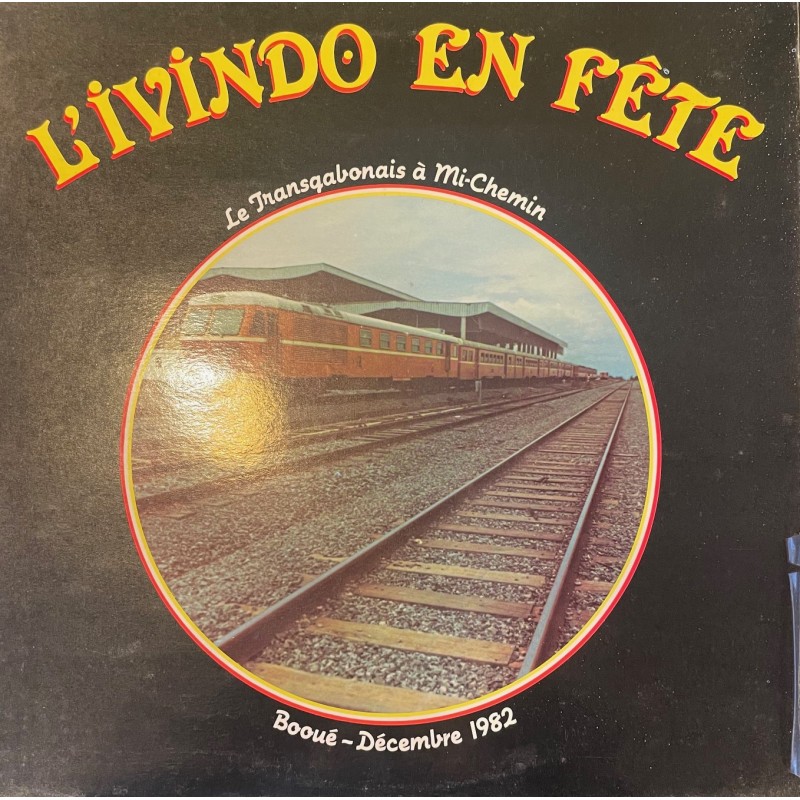 L'IVINDO EN FÊTE
Le Transgabonais à Mi-Chemin
Booué – Décembre 1982